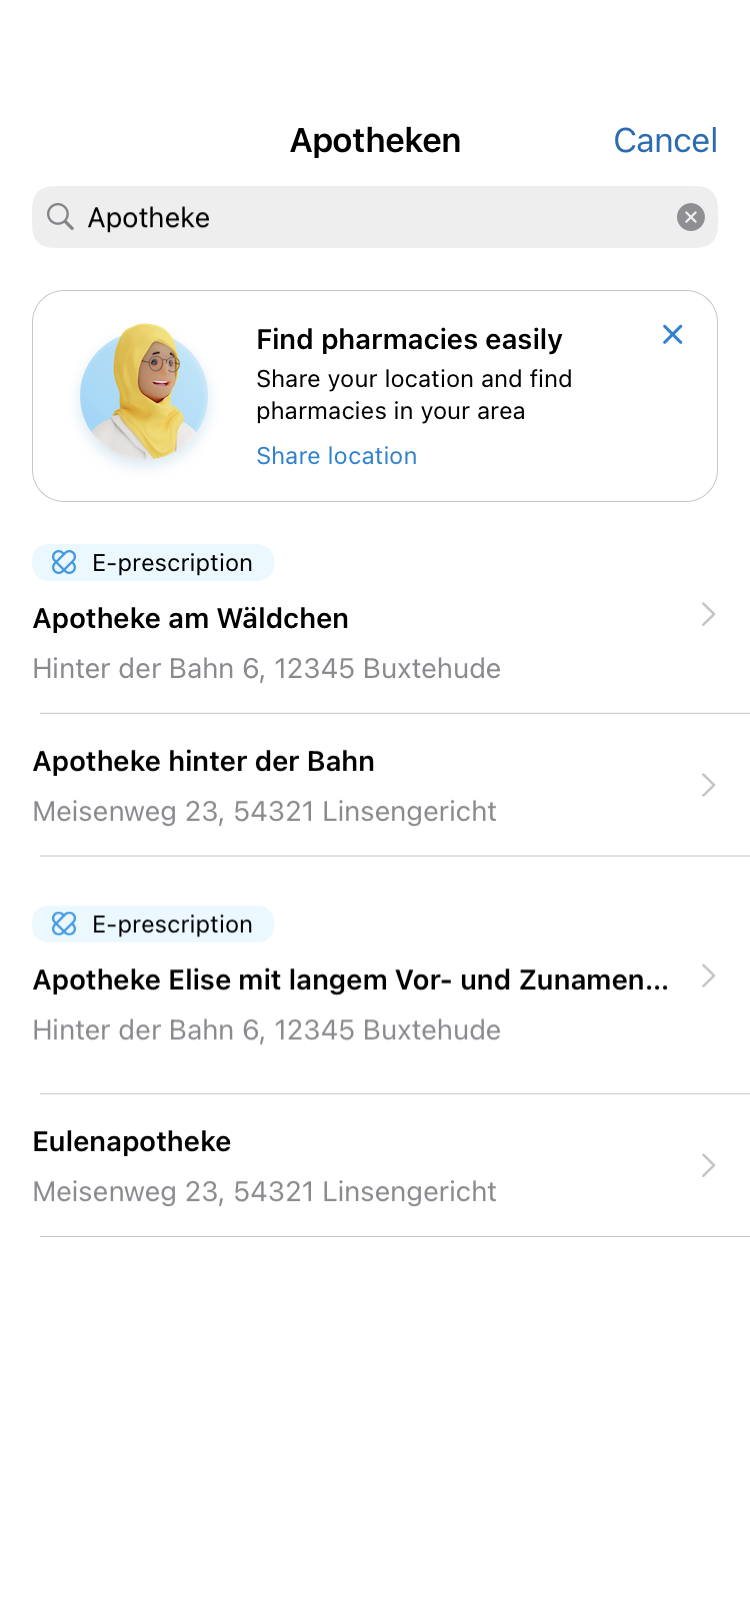 Apotheken
Cancel
Apotheke
Find pharmacies easily
Share your location and find
pharmacies in your area
Share location
E-prescription
Apotheke am Wäldchen
Hinter der Bahn 6, 12345 Buxtehude
Apotheke hinter der Bahn
Meisenweg 23, 54321 Linsengericht
E-prescription
Apotheke Elise mit langem Vor- und Zunamen...
Hinter der Bahn 6, 12345 Buxtehude
Eulenapotheke
Meisenweg 23, 54321 Linsengericht